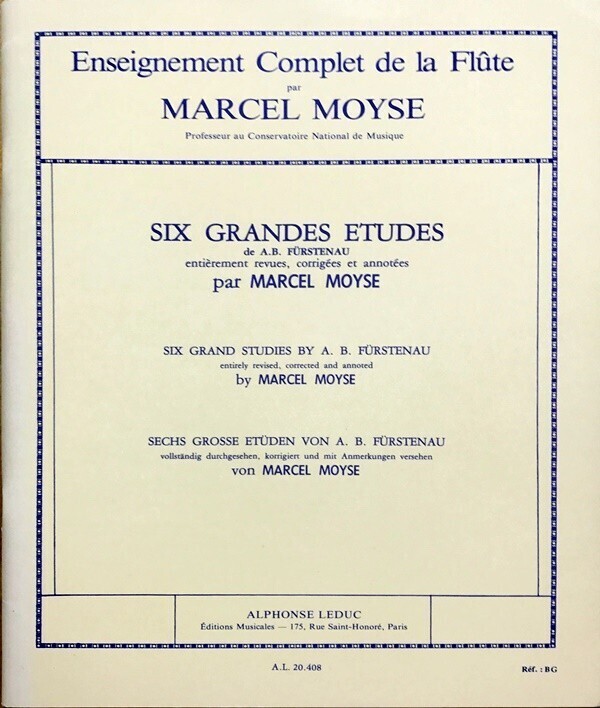 Enseignement Complet de la Flûte
par
MARCEL MOYSE
Professeur au Conservatoire National de Musique
SIX GRANDES ETUDES
de A.B. FÜRSTENAU
entièrement revues, corrigées et annotées
par MARCEL MOYSE
SIX GRAND STUDIES BY A. B. FÜRSTENAU
entirely revised, corrected and annoted
by MARCEL MOYSE
SECHS GROSSE ETÜDEN VON A. B. FÜRSTENAU
vollständig durchgesehen, korrigiert und mit Anmerkungen versehen
von MARCEL MOYSE
ALPHONSE LEDUC
Éditions Musicales — 175, Rue Saint-Honoré, Paris
A.L. 20.408
Réf. : BG